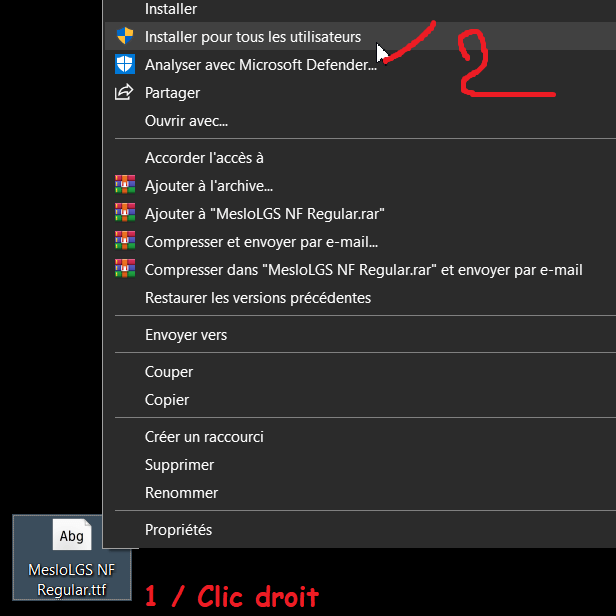 Installer
Installer pour tous les utilisateurs
2
Analyser avec Microsoft Defender...
Partager
Ouvrir avec...
Accorder l'accès à
Ajouter à l'archive...
Ajouter à "MesloLGS NF Regular.rar"
Compresser et envoyer par e-mail...
Compresser dans "MesloLGS NF Regular.rar" et envoyer par e-mail
Restaurer les versions précédentes
Envoyer vers
Couper
Copier
Créer un raccourci
Supprimer
Renommer
Propriétés
Abg
MesloLGS NF
Regular.ttf
1 / Clic droit